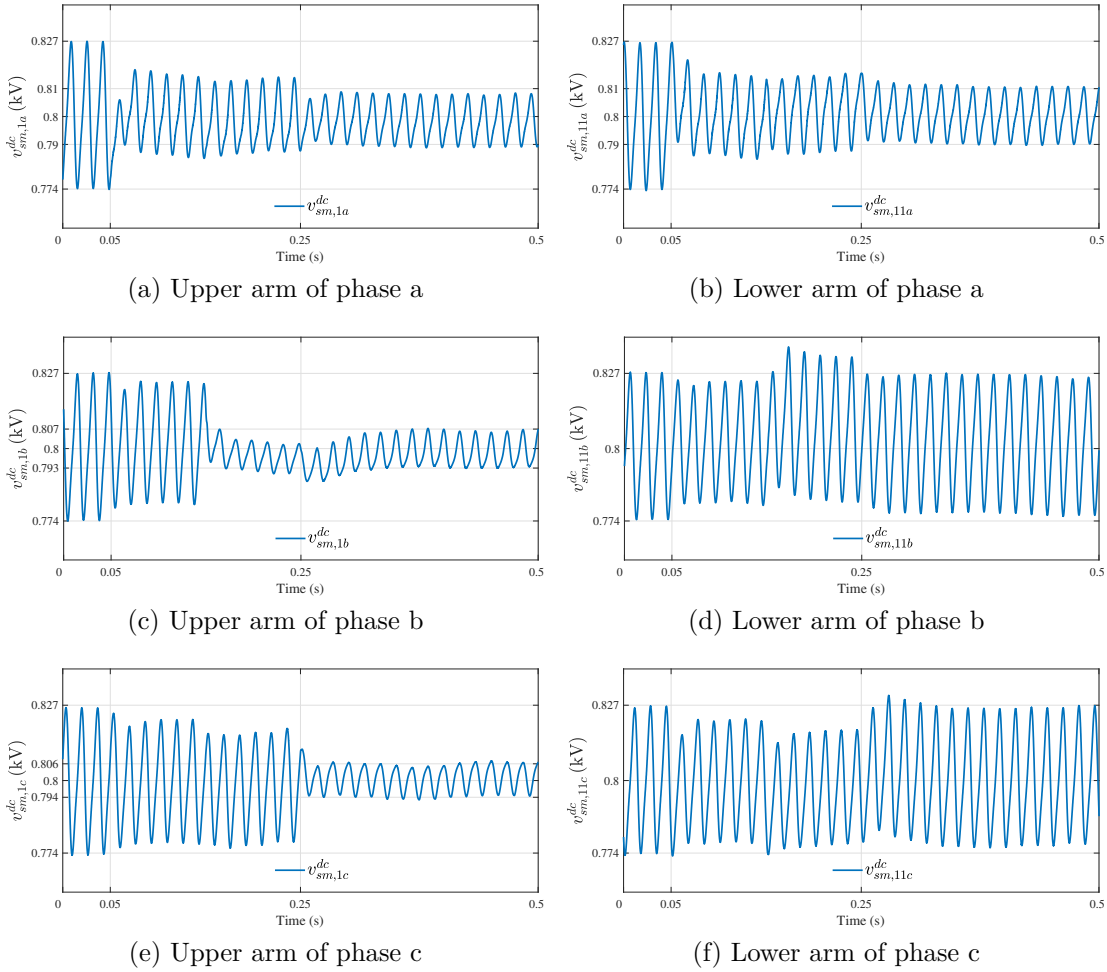 0.827
0.81
0.8
0.79
0.774
v^{dc}_{sm,1a} (kV)
v^{dc}_{sm,1a}
0
0.05
0.25
0.5
Time (s)
(a) Upper arm of phase a
0.827
0.81
0.8
0.79
0.774
v^{dc}_{sm,11a} (kV)
v^{dc}_{sm,11a}
0
0.05
0.25
0.5
Time (s)
(b) Lower arm of phase a
0.827
0.807
0.8
0.793
0.774
v^{dc}_{sm,1b} (kV)
v^{dc}_{sm,1b}
0
0.05
0.25
0.5
Time (s)
(c) Upper arm of phase b
0.827
0.8
0.774
v^{dc}_{sm,11b} (kV)
v^{dc}_{sm,11b}
0
0.05
0.25
0.5
Time (s)
(d) Lower arm of phase b
0.827
0.806
0.8
0.794
0.774
v^{dc}_{sm,1c} (kV)
v^{dc}_{sm,1c}
0
0.05
0.25
0.5
Time (s)
(e) Upper arm of phase c
0.827
0.8
0.774
v^{dc}_{sm,11c} (kV)
v^{dc}_{sm,11c}
0
0.05
0.25
0.5
Time (s)
(f) Lower arm of phase c